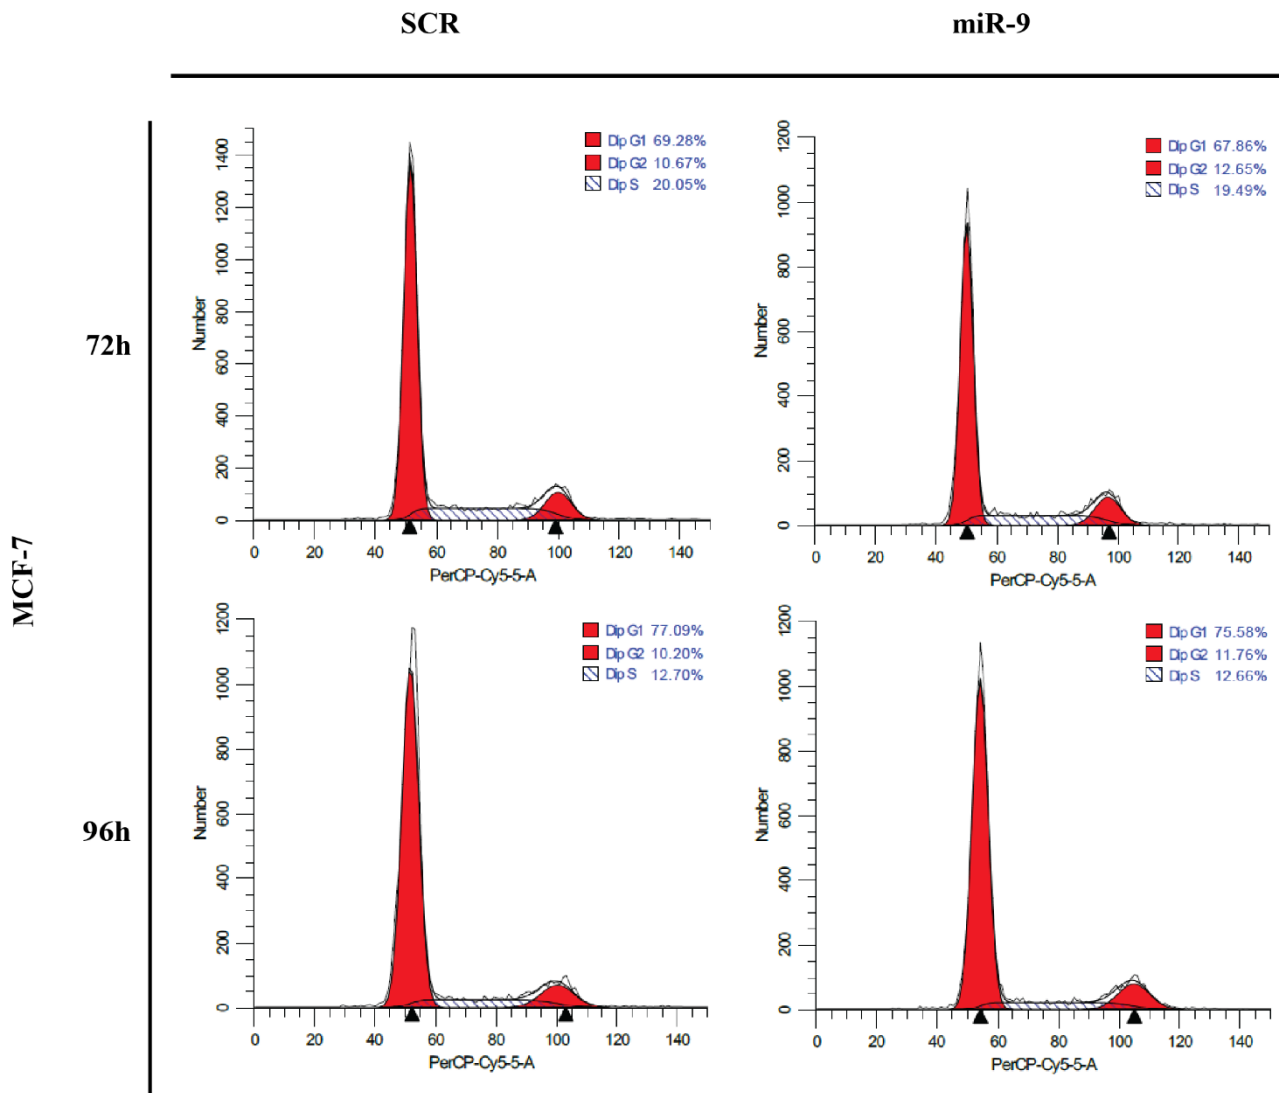 SCR
miR-9
MCF-7
72h
Dip G1 69.28%
Dip G2 10.67%
Dip S 20.05%
Number
0
200
400
600
800
1000
1200
1400
0 20 40 60 80 100 120 140
PerCP-Cy5-5-A
Dip G1 67.86%
Dip G2 12.65%
Dip S 19.49%
Number
0
200
400
600
800
1000
1200
0 20 40 60 80 100 120 140
PerCP-Cy5-5-A
96h
Dip G1 77.09%
Dip G2 10.20%
Dip S 12.70%
Number
0
200
400
600
800
1000
1200
0 20 40 60 80 100 120 140
PerCP-Cy5-5-A
Dip G1 75.58%
Dip G2 11.76%
Dip S 12.66%
Number
0
200
400
600
800
1000
1200
0 20 40 60 80 100 120 140
PerCP-Cy5-5-A